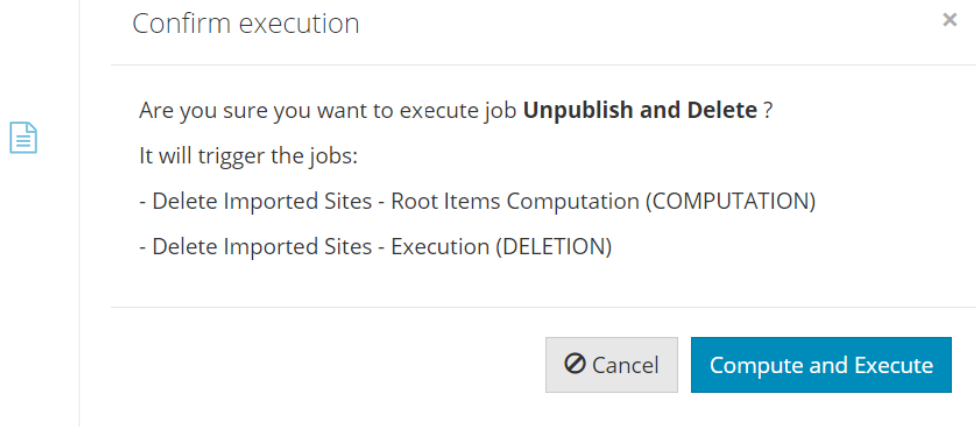 Confirm execution
Are you sure you want to execute job Unpublish and Delete ?
It will trigger the jobs:
- Delete Imported Sites - Root Items Computation (COMPUTATION)
- Delete Imported Sites - Execution (DELETION)
Cancel
Compute and Execute